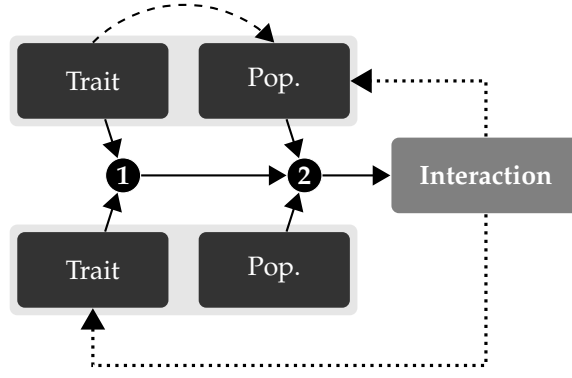 Trait
Pop.
1
2
Interaction
Trait
Pop.